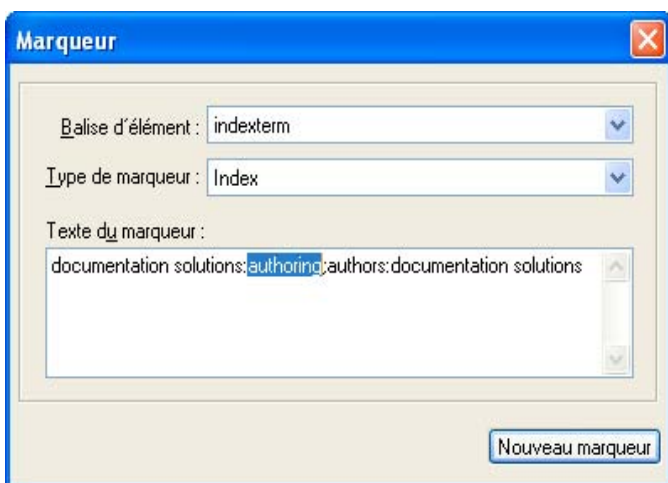 Marqueur
Balise d'élément : indexterm
Type de marqueur : Index
Texte du marqueur :
documentation solutions:authoring;authors:documentation solutions
Nouveau marqueur